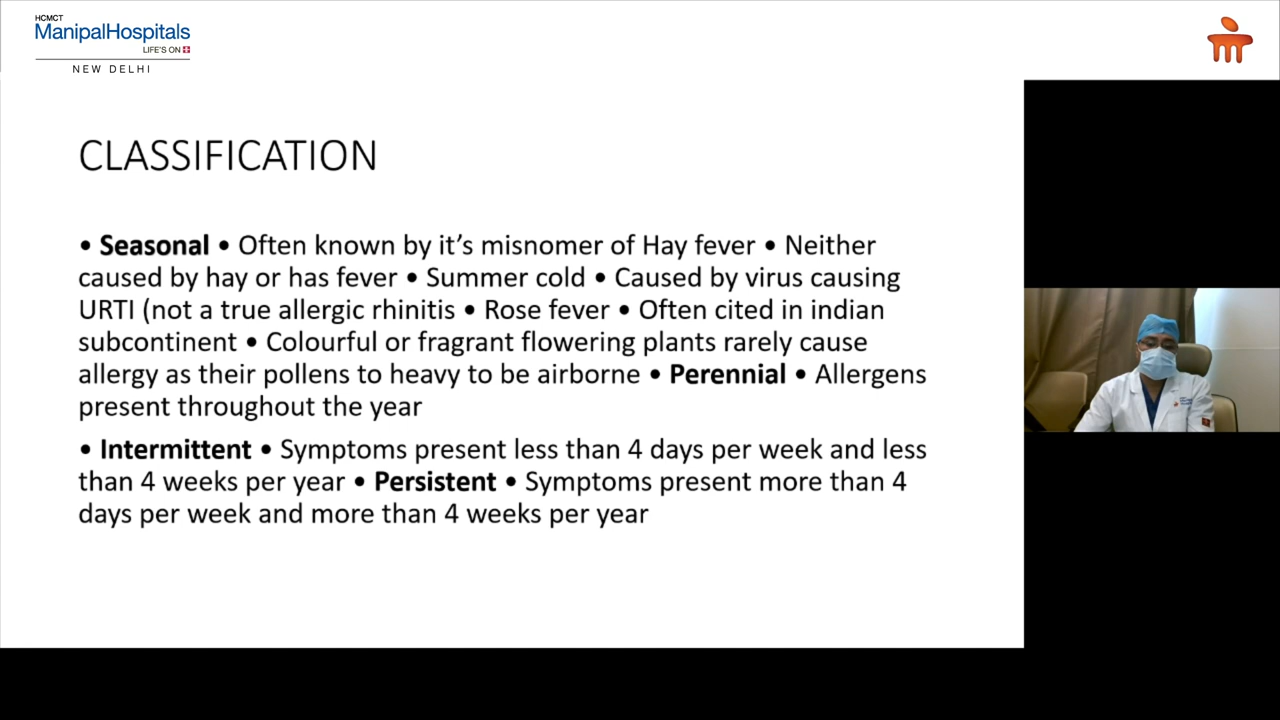 HCMCT
ManipalHospitals
LIFE'S ON
NEW DELHI
CLASSIFICATION
• Seasonal • Often known by it's misnomer of Hay fever • Neither
caused by hay or has fever • Summer cold • Caused by virus causing
URTI (not a true allergic rhinitis • Rose fever • Often cited in indian
subcontinent • Colourful or fragrant flowering plants rarely cause
allergy as their pollens to heavy to be airborne • Perennial • Allergens
present throughout the year
• Intermittent • Symptoms present less than 4 days per week and less
than 4 weeks per year • Persistent • Symptoms present more than 4
days per week and more than 4 weeks per year